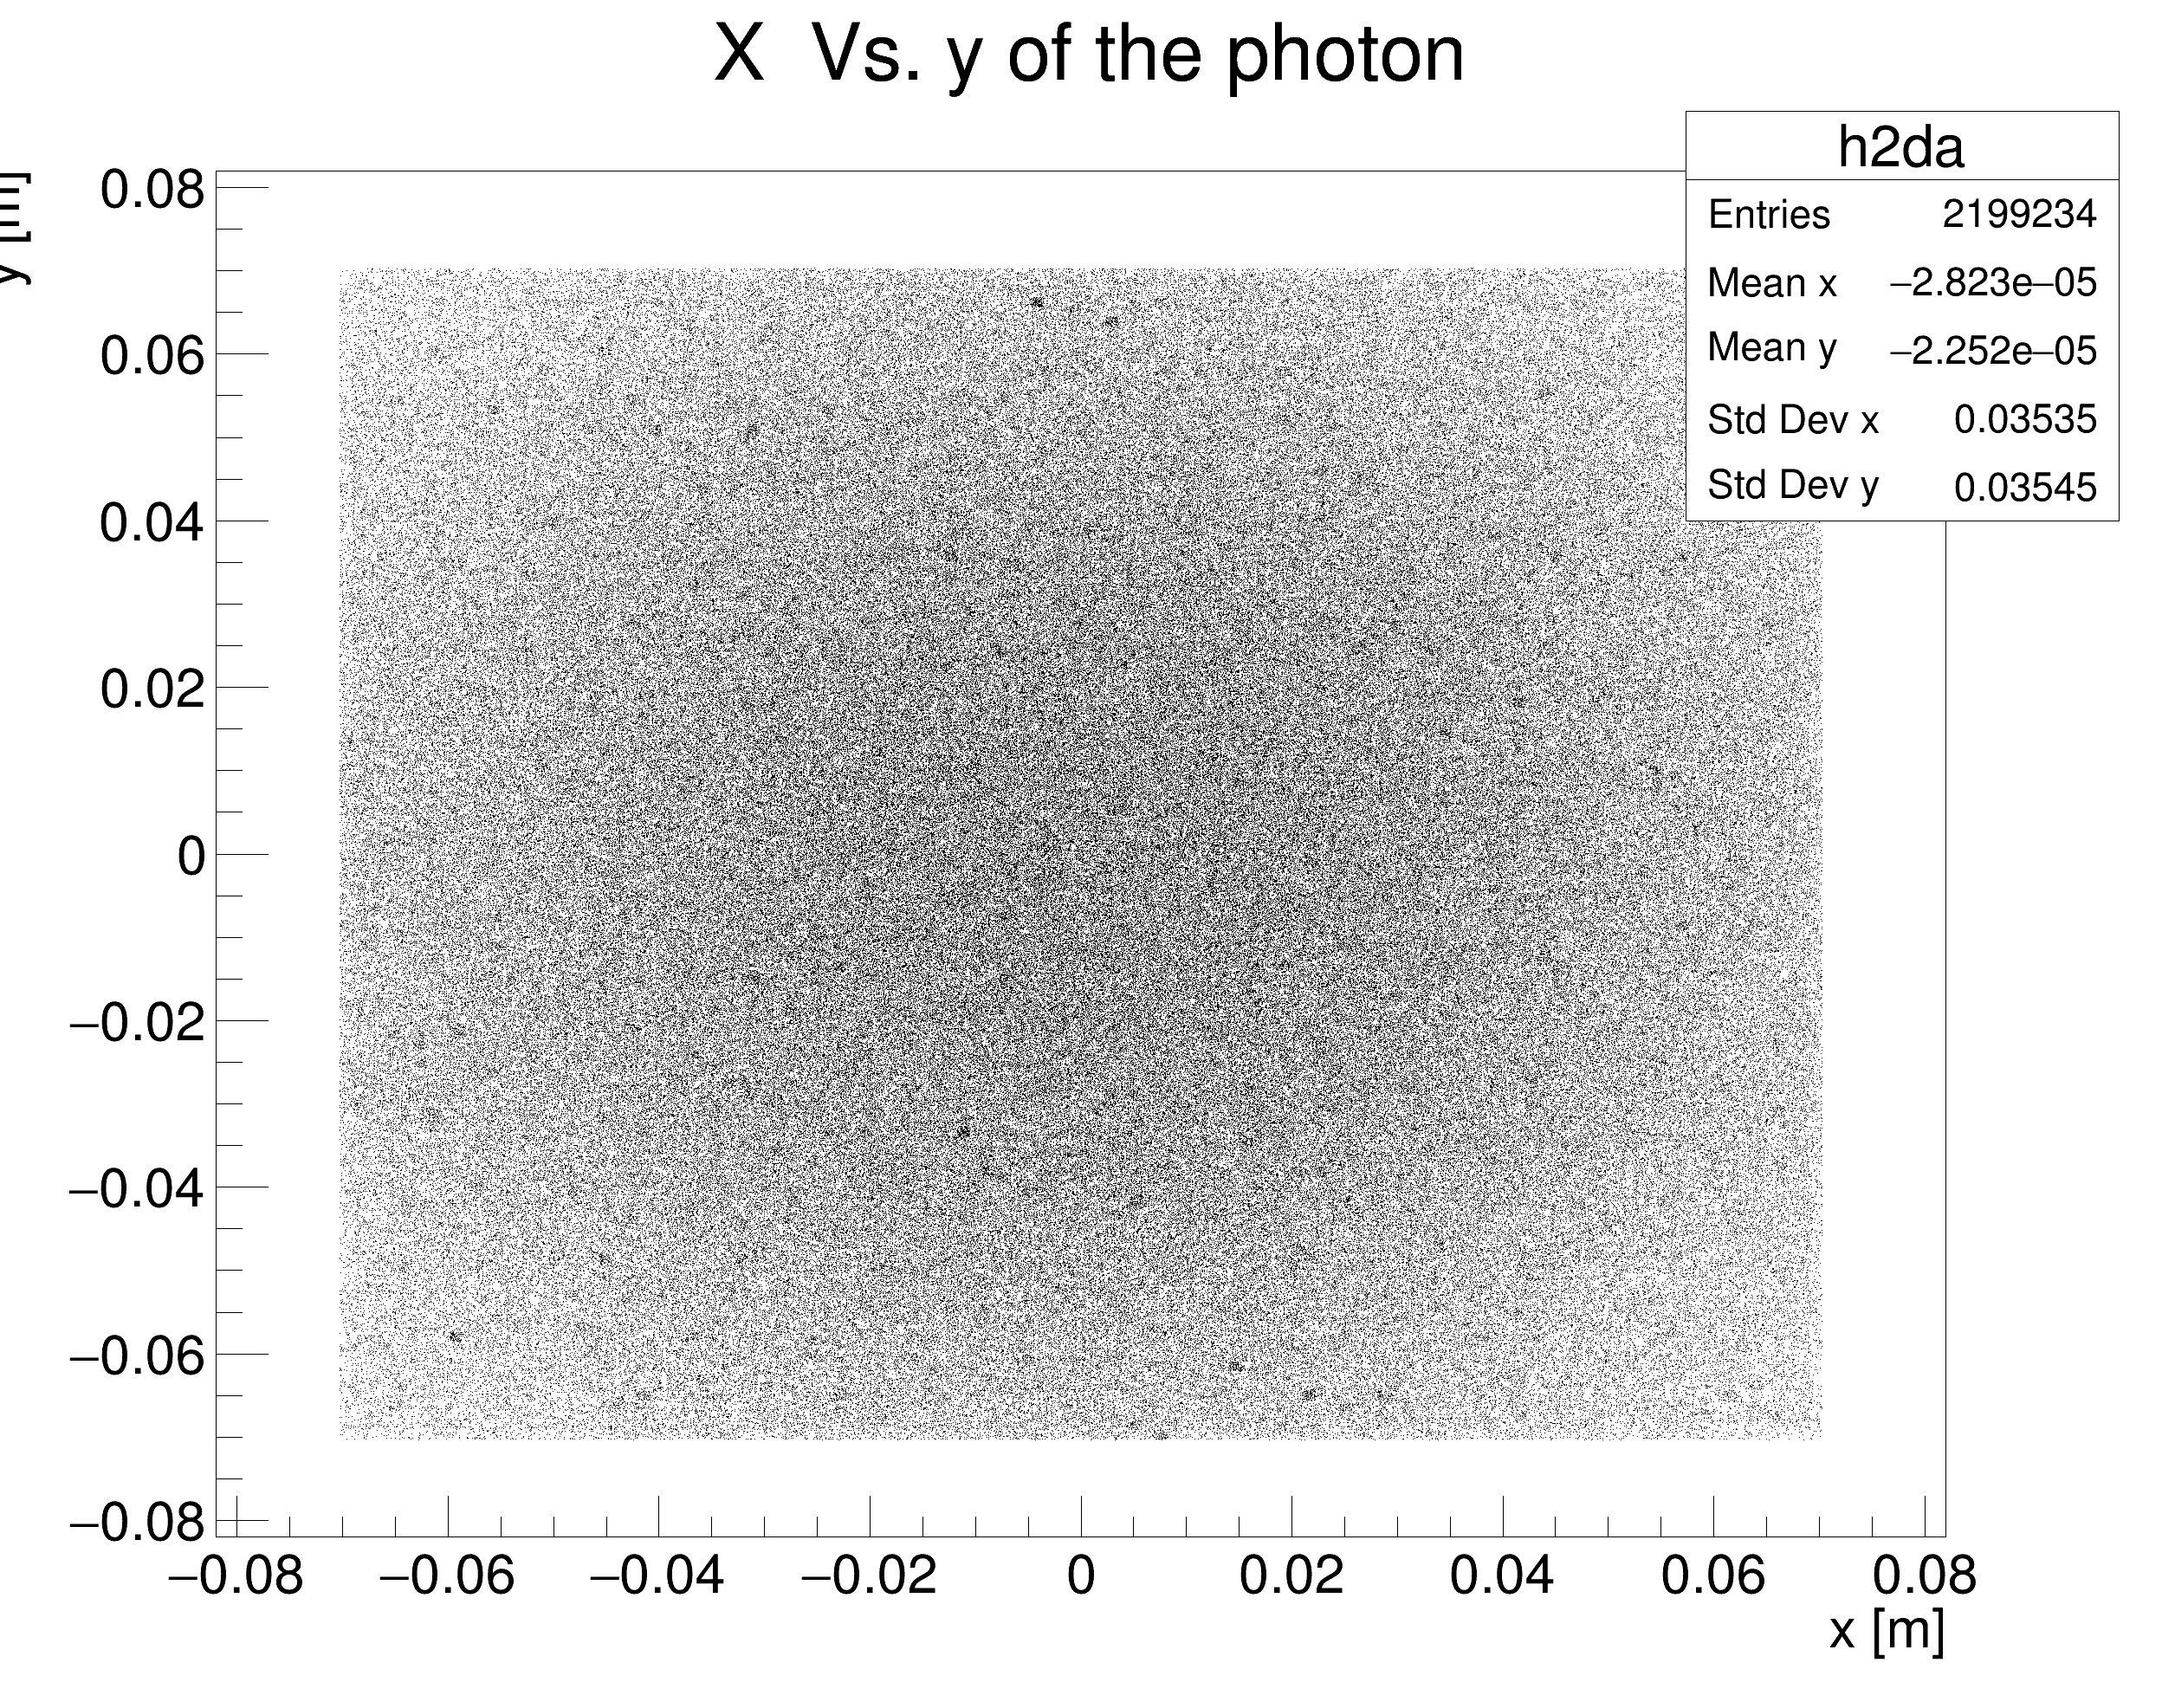 X  Vs. y of the photon
h2da
Entries 2199234
Mean x −2.823e−05
Mean y −2.252e−05
Std Dev x 0.03535
Std Dev y 0.03545
y [m]
0.08
0.06
0.04
0.02
0
−0.02
−0.04
−0.06
−0.08
−0.08 −0.06 −0.04 −0.02 0 0.02 0.04 0.06 0.08
x [m]